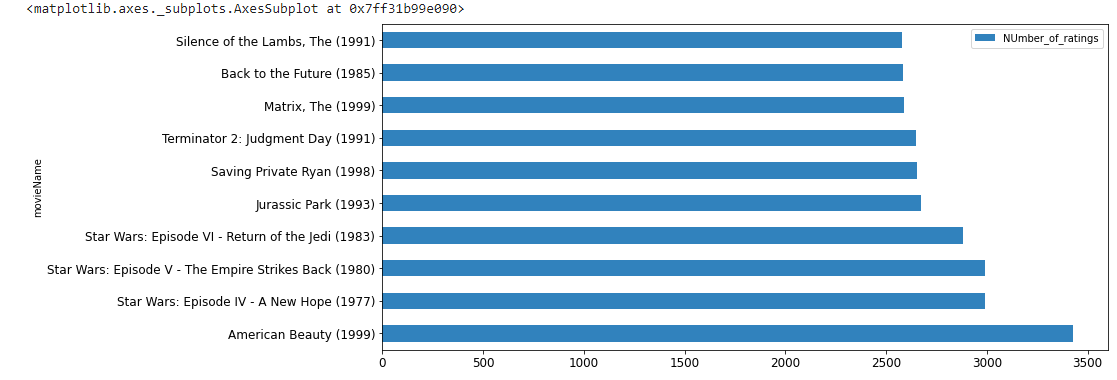 <matplotlib.axes._subplots.AxesSubplot at 0x7ff31b99e090>
NUmber_of_ratings
movieName
Silence of the Lambs, The (1991)
Back to the Future (1985)
Matrix, The (1999)
Terminator 2: Judgment Day (1991)
Saving Private Ryan (1998)
Jurassic Park (1993)
Star Wars: Episode VI - Return of the Jedi (1983)
Star Wars: Episode V - The Empire Strikes Back (1980)
Star Wars: Episode IV - A New Hope (1977)
American Beauty (1999)
0 500 1000 1500 2000 2500 3000 3500